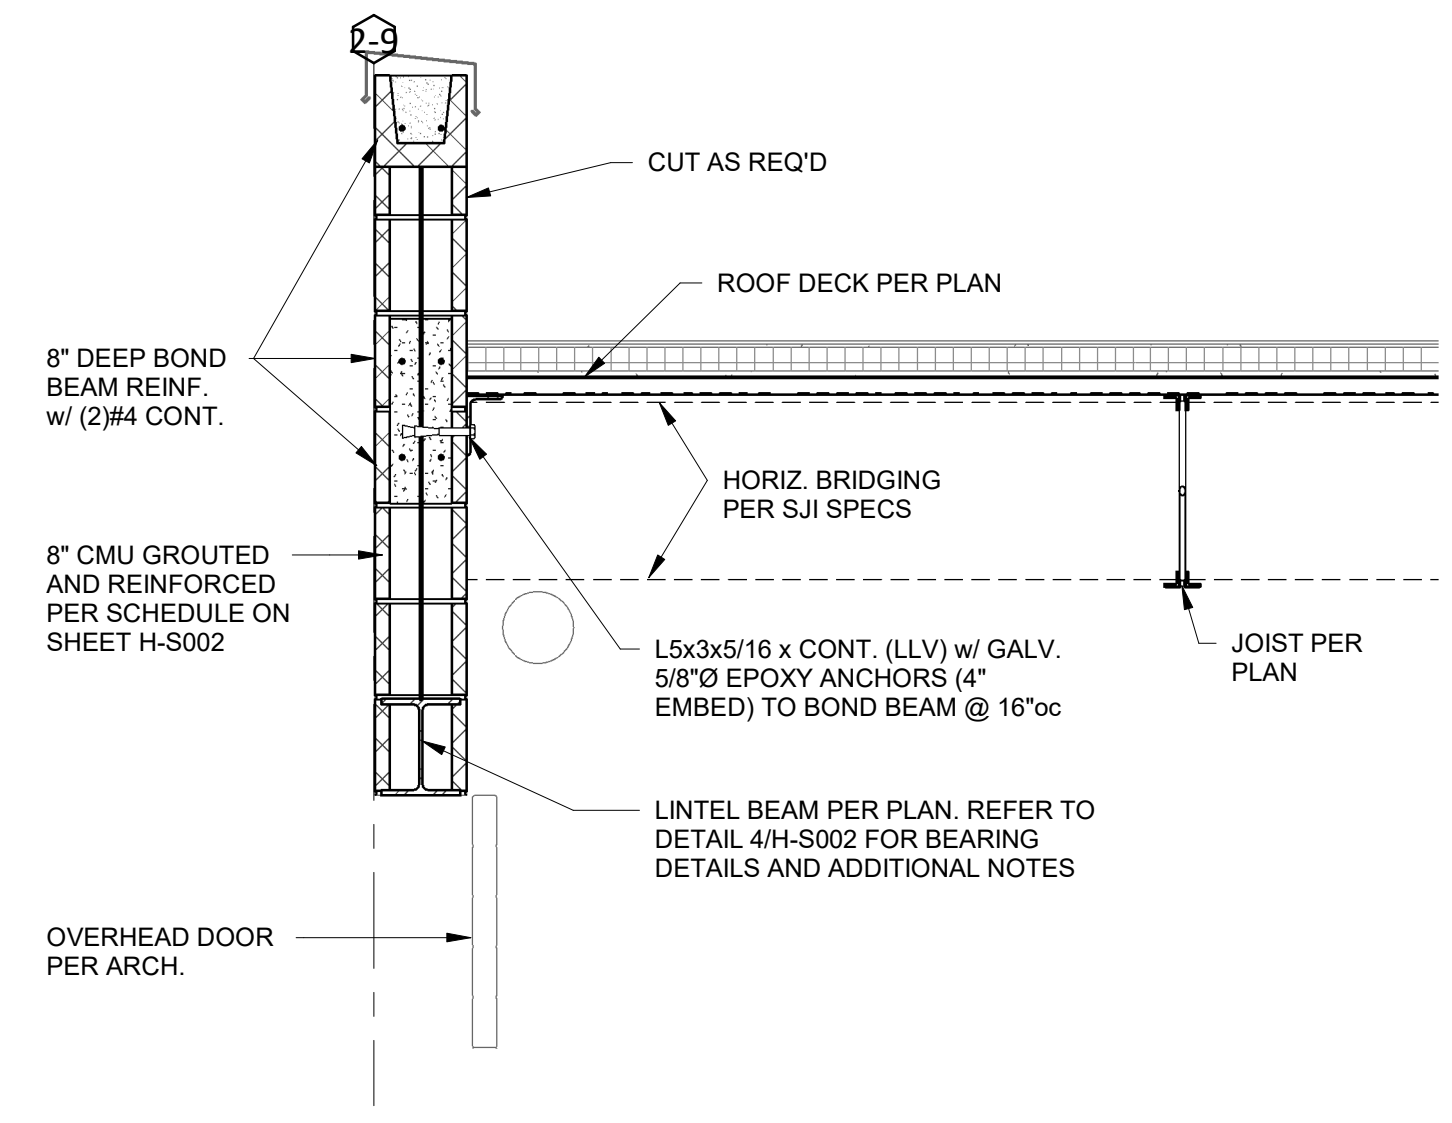 2-9
CUT AS REQ'D
ROOF DECK PER PLAN
8" DEEP BOND
BEAM REINF.
w/ (2)#4 CONT.
HORIZ. BRIDGING
PER SJI SPECS
8" CMU GROUTED
AND REINFORCED
PER SCHEDULE ON
SHEET H-S002
L5x3x5/16 x CONT. (LLV) w/ GALV.
5/8"Ø EPOXY ANCHORS (4"
EMBED) TO BOND BEAM @ 16"oc
JOIST PER
PLAN
LINTEL BEAM PER PLAN. REFER TO
DETAIL 4/H-S002 FOR BEARING
DETAILS AND ADDITIONAL NOTES
OVERHEAD DOOR
PER ARCH.